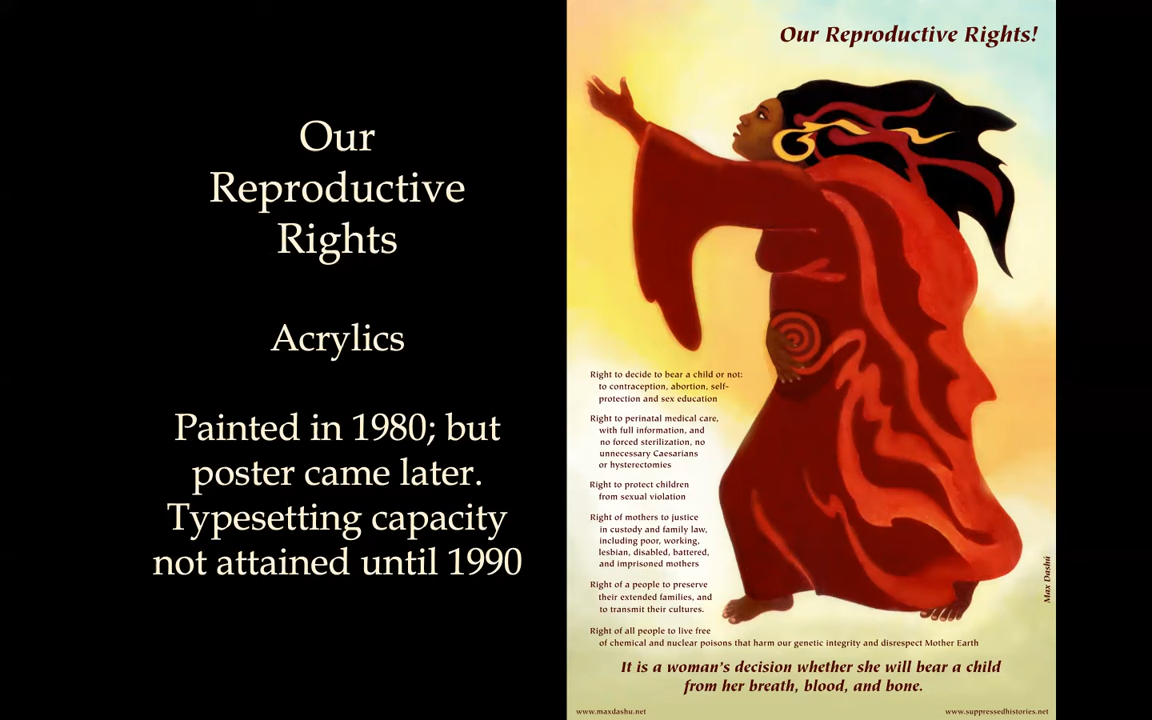 Our
Reproductive
Rights
Acrylics
Painted in 1980; but
poster came later.
Typesetting capacity
not attained until 1990
Our Reproductive Rights!
Right to decide to bear a child or not:
to contraception, abortion, self-
protection and sex education
Right to perinatal medical care,
with full information, and
no forced sterilization, no
unnecessary Caesarians
or hysterectomies
Right to protect children
from sexual violation
Right of mothers to justice
in custody and family law,
including poor, working,
lesbian, disabled, battered,
and imprisoned mothers
Right of a people to preserve
their extended families, and
to transmit their cultures.
Right of all people to live free
of chemical and nuclear poisons that harm our genetic integrity and disrespect Mother Earth
It is a woman's decision whether she will bear a child
from her breath, blood, and bone.
Max Dashú
www.maxdashu.net
www.suppressedhistories.net